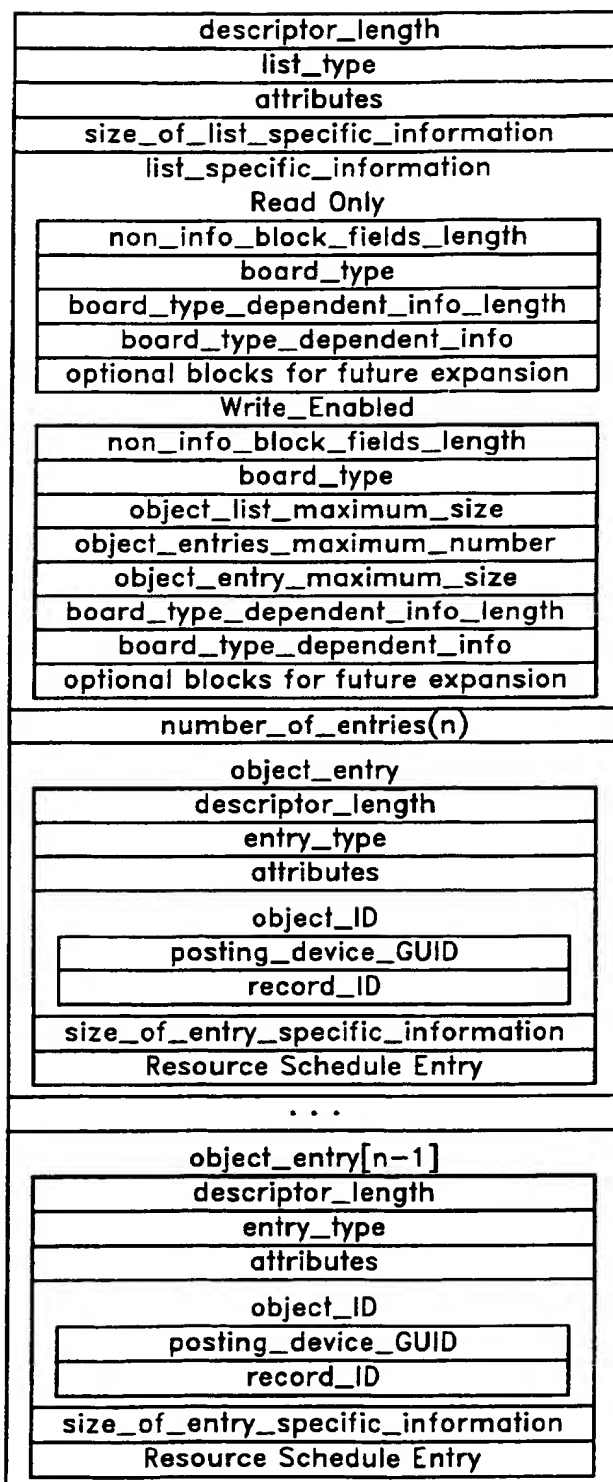 descriptor_length
list_type
attributes
size_of_list_specific_information
list_specific_information
Read Only
non_info_block_fields_length
board_type
board_type_dependent_info_length
board_type_dependent_info
optional blocks for future expansion
Write_Enabled
non_info_block_fields_length
board_type
object_list_maximum_size
object_entries_maximum_number
object_entry_maximum_size
board_type_dependent_info_length
board_type_dependent_info
optional blocks for future expansion
number_of_entries(n)
object_entry
descriptor_length
entry_type
attributes
object_ID
posting_device_GUID
record_ID
size_of_entry_specific_information
Resource Schedule Entry
. . .
object_entry[n-1]
descriptor_length
entry_type
attributes
object_ID
posting_device_GUID
record_ID
size_of_entry_specific_information
Resource Schedule Entry